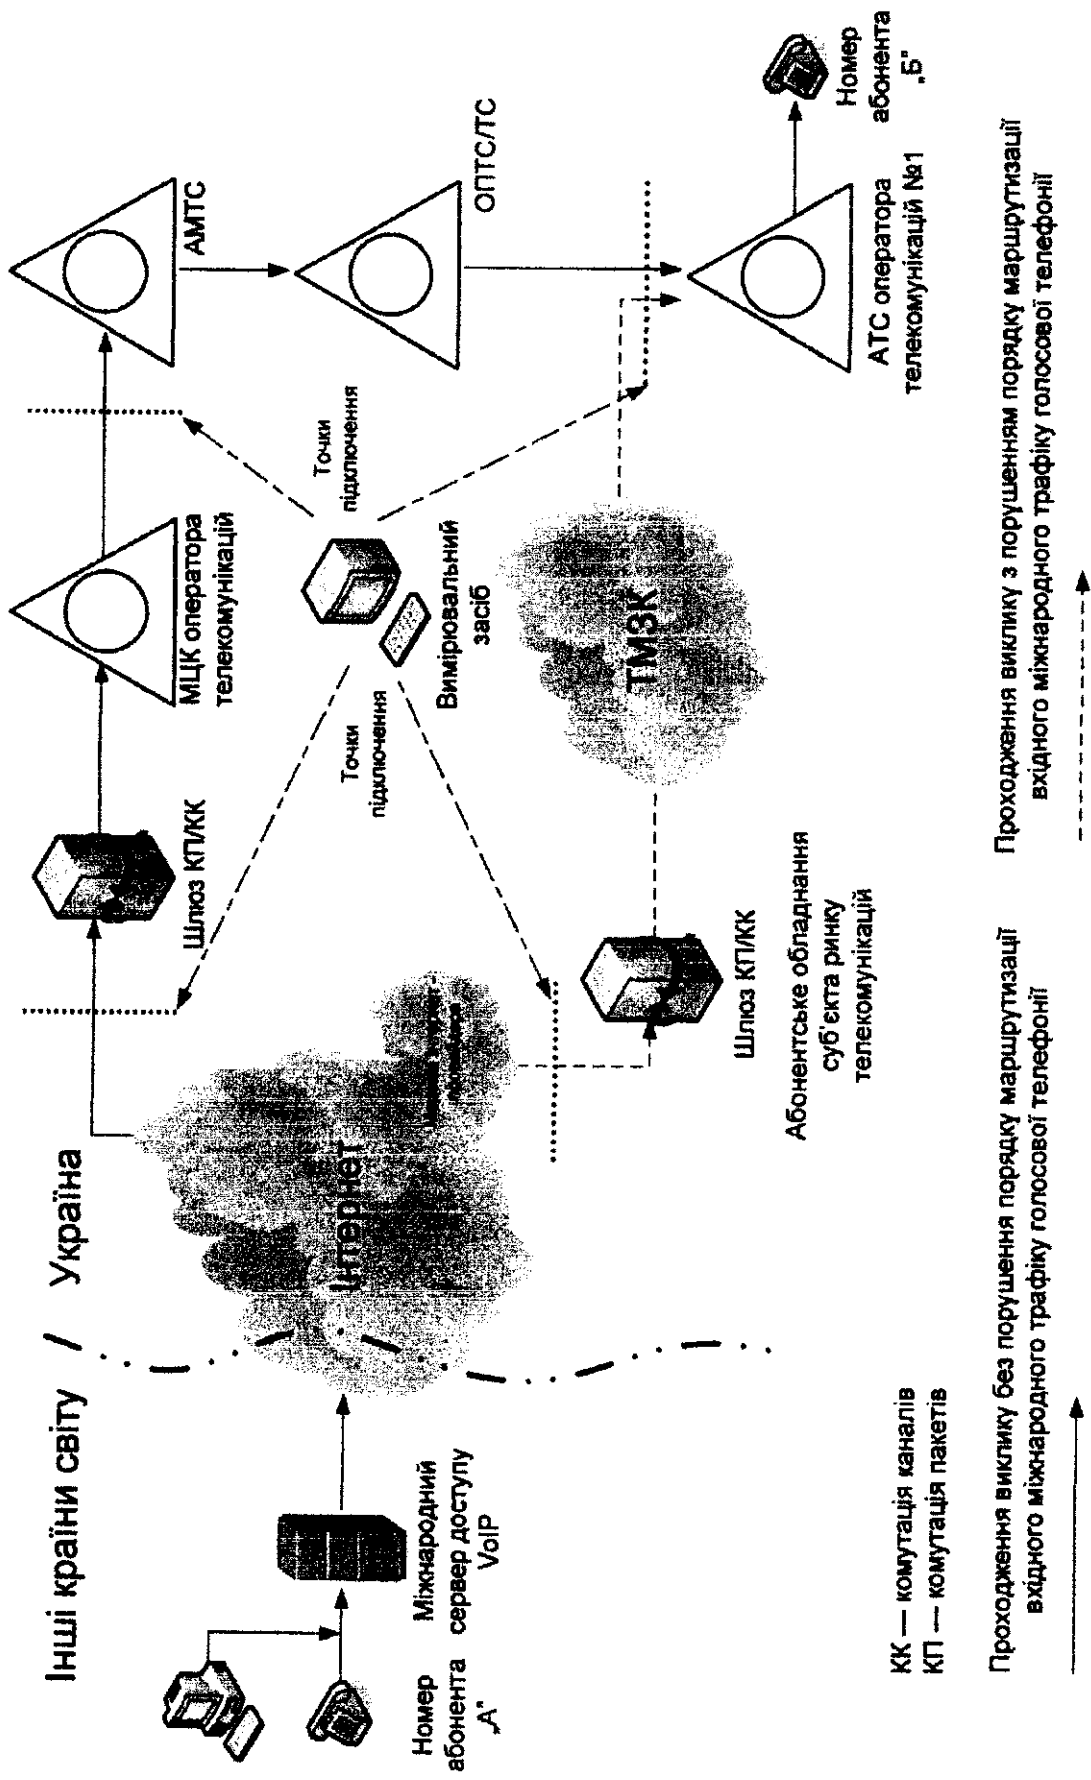 Інші країни світу
Україна
Номер
абонента
„А"
Міжнародний
сервер доступу
VoIP
Інтернет
Шлюз КП/КК
МЦК оператора
телекомунікацій
АМТС
ОПТС/ТС
Точки
підключення
Точки
підключення
Вимірювальний
засіб
ТМЗК
Шлюз КП/КК
Абонентське обладнання
суб'єкта ринку
телекомунікацій
АТС оператора
телекомунікацій №1
Номер
абонента
„Б"
КК — комутація каналів
КП — комутація пакетів
Проходження виклику без порушення порядку маршрутизації
вхідного міжнародного трафіку голосової телефонії
Проходження виклику з порушенням порядку маршрутизації
вхідного міжнародного трафіку голосової телефонії